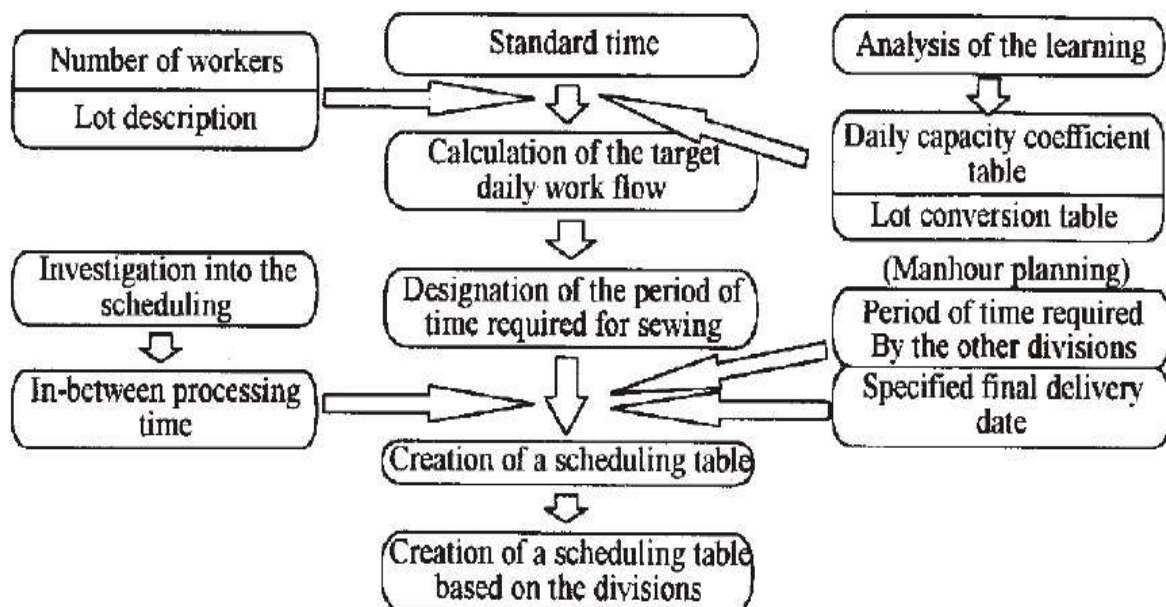 Number of workers
Lot description
Standard time
Analysis of the learning
Calculation of the target
daily work flow
Daily capacity coefficient
table
Lot conversion table
Investigation into the
scheduling
Designation of the period of
time required for sewing
(Manhour planning)
Period of time required
By the other divisions
In-between processing
time
Specified final delivery
date
Creation of a scheduling table
Creation of a scheduling table
based on the divisions